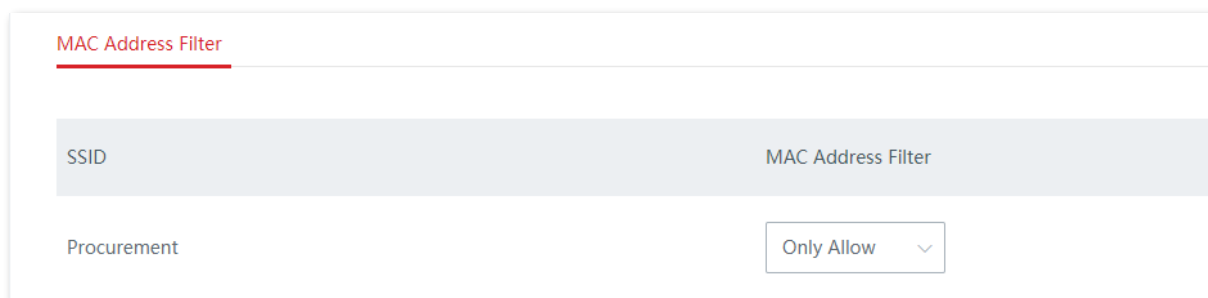 MAC Address Filter
SSID MAC Address Filter
Procurement Only Allow